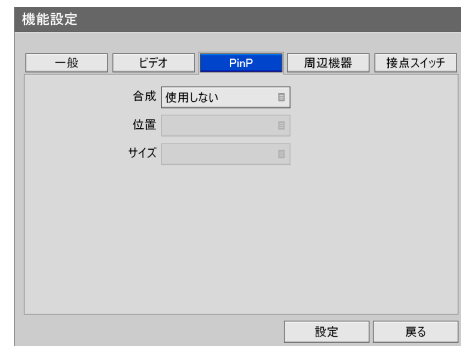 機能設定
一般 ビデオ PinP 周辺機器 接点スイッチ
合成 使用しない
位置
サイズ
設定 戻る